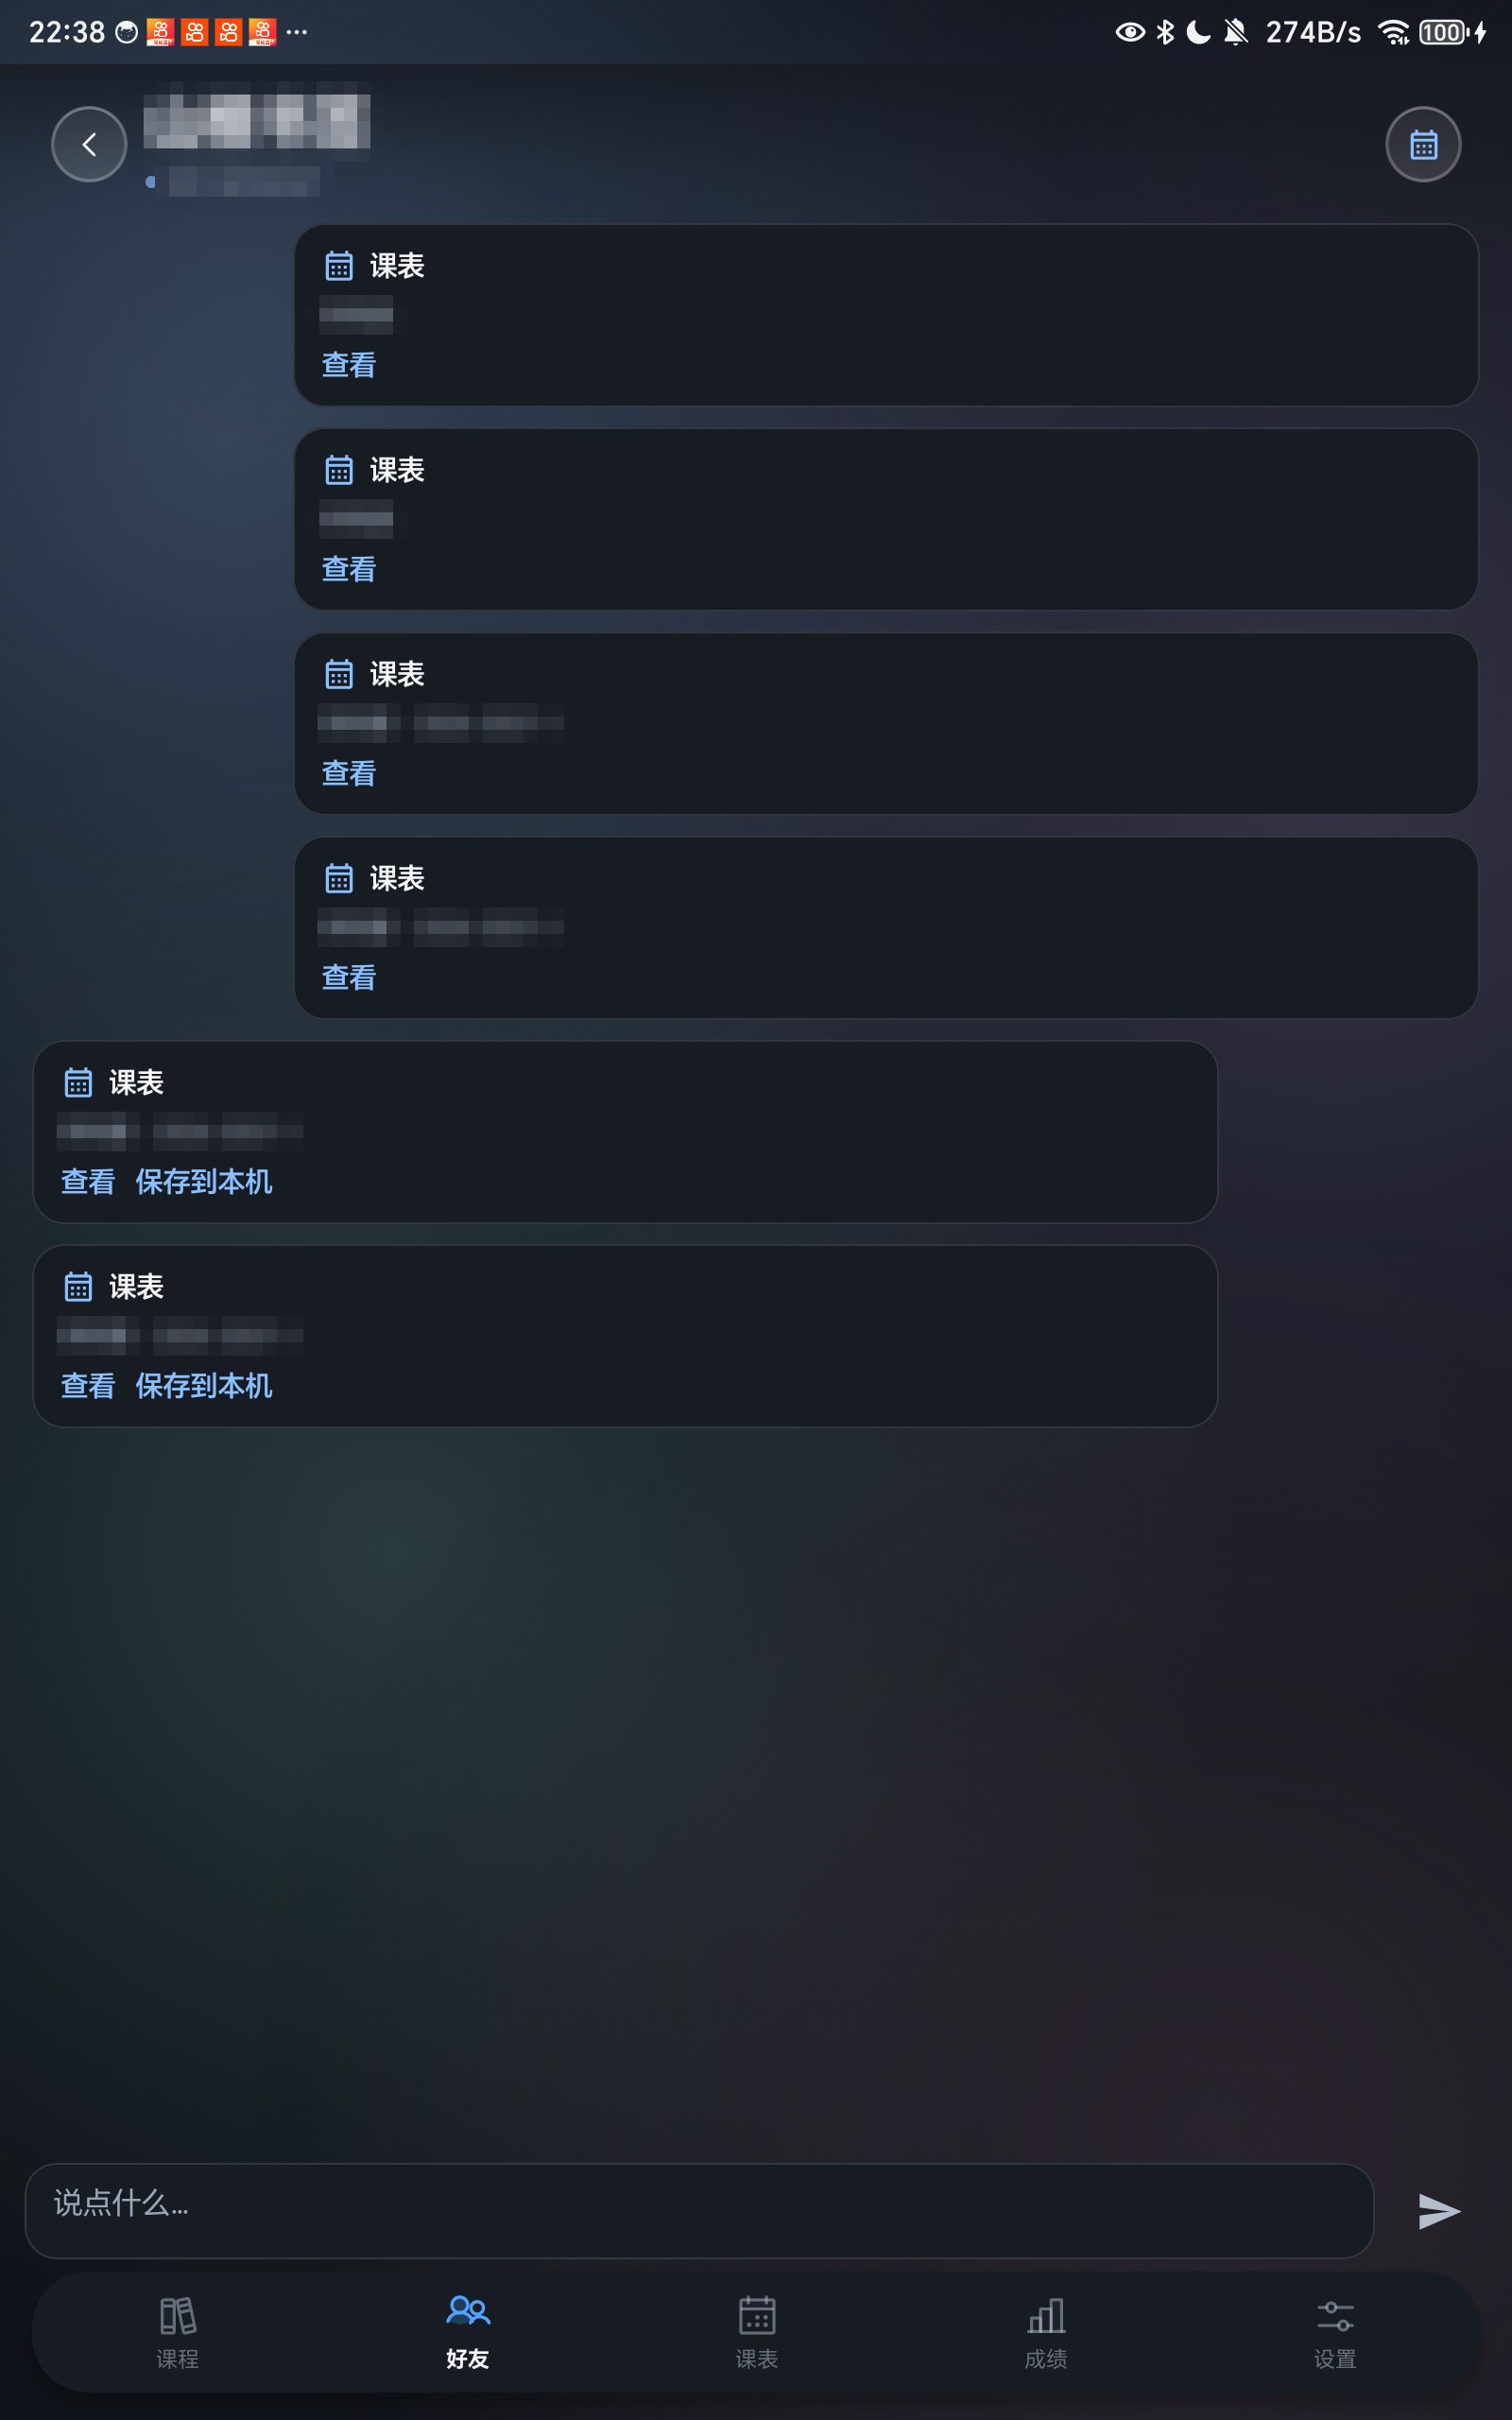 22:38 ... 274B/s 100
课表
查看
课表
查看
课表
查看
课表
查看
课表
查看 保存到本机
课表
查看 保存到本机
说点什么...
课程 好友 课表 成绩 设置